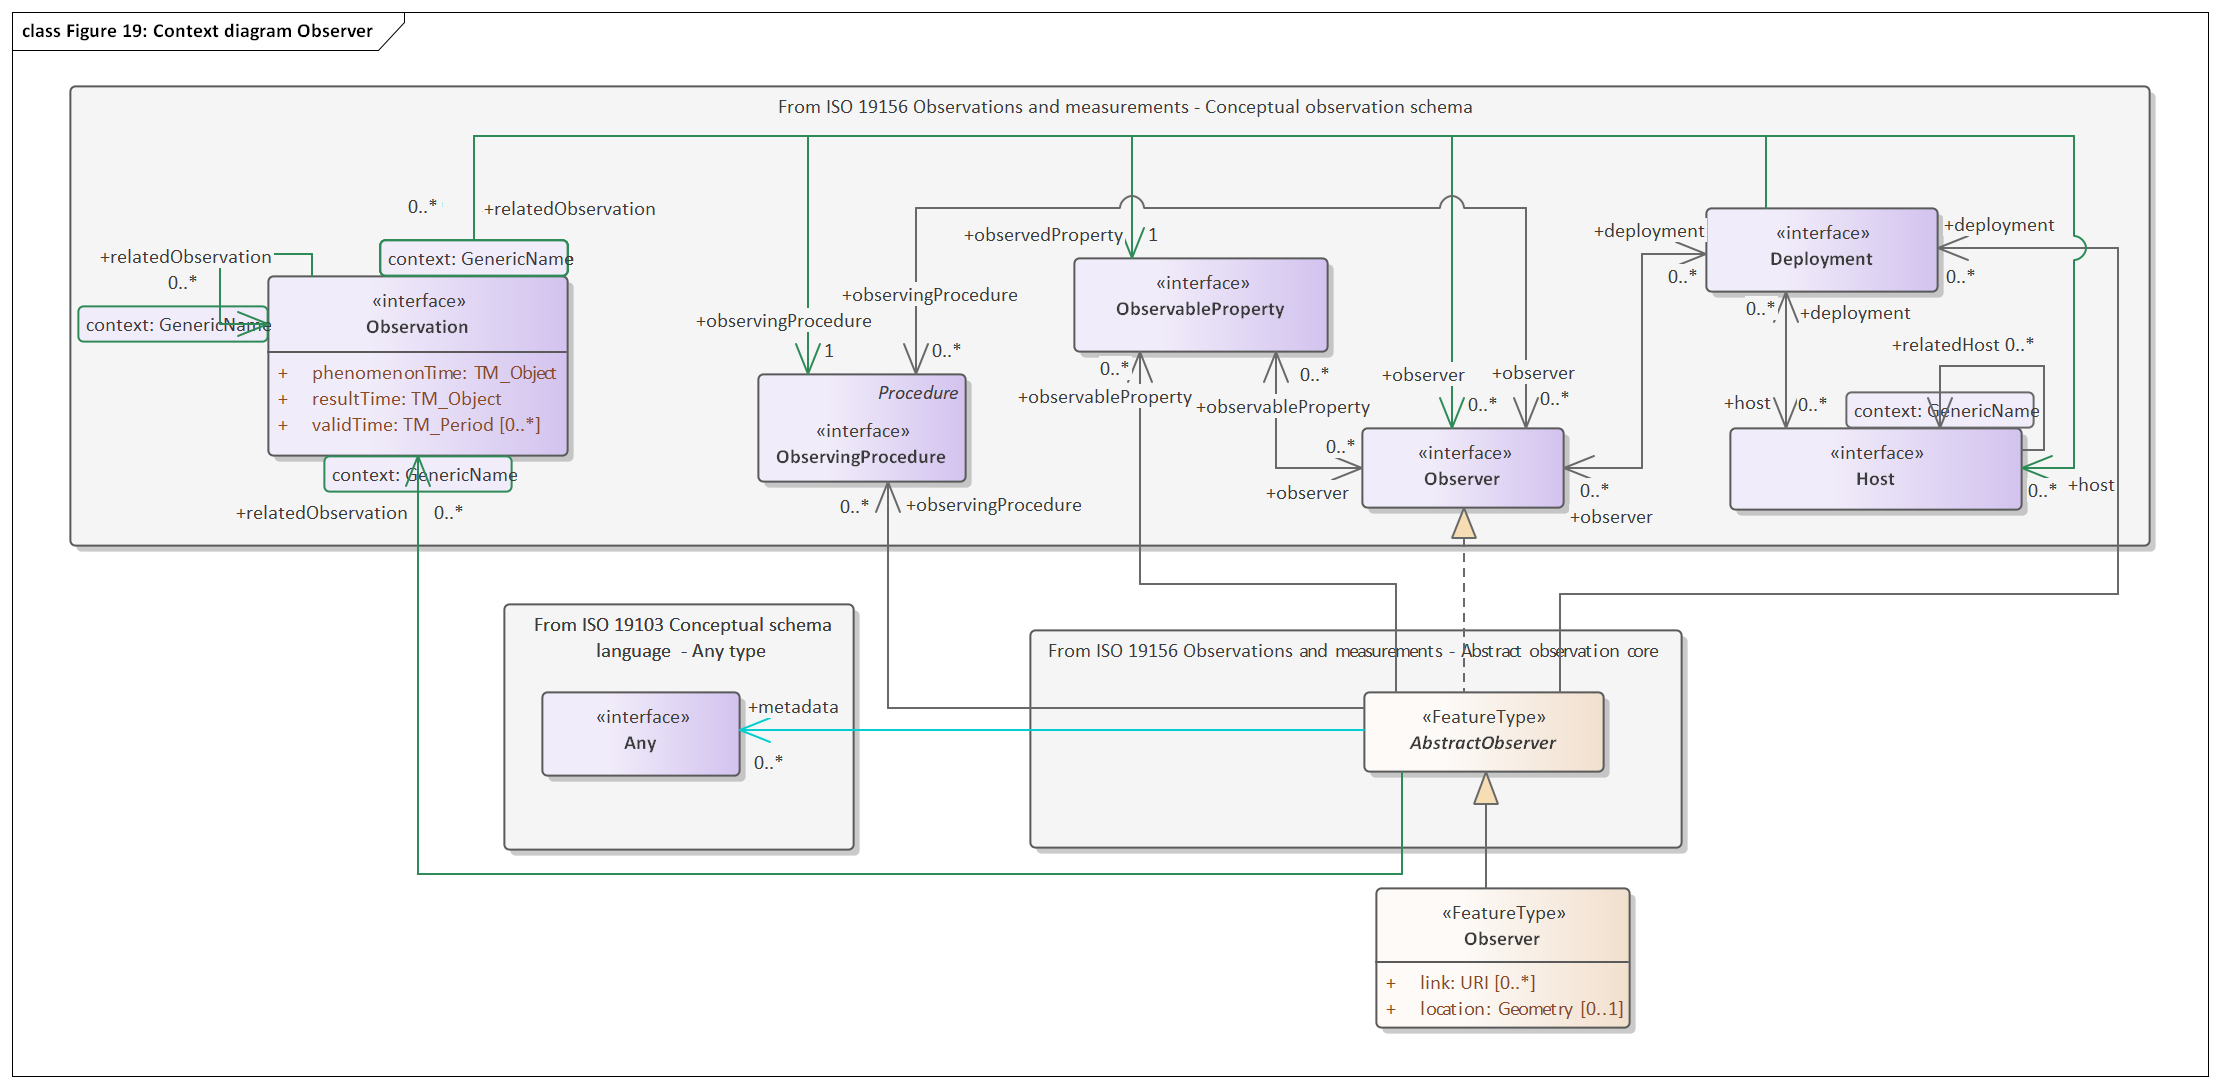 class Figure 19: Context diagram Observer
From ISO 19156 Observations and measurements - Conceptual observation schema
0..*
+relatedObservation
+relatedObservation
0..*
context: GenericName
context: GenericName
«interface»
Observation
+ phenomenonTime: TM_Object
+ resultTime: TM_Object
+ validTime: TM_Period [0..*]
context: GenericName
+relatedObservation 0..*
+observingProcedure
1
+observingProcedure
0..*
Procedure
«interface»
ObservingProcedure
0..*
+observingProcedure
+observedProperty
1
«interface»
ObservableProperty
0..*
+observableProperty
0..*
+observableProperty
+observer
0..*
+observer
0..*
0..*
+observer
«interface»
Observer
0..*
+observer
+deployment
0..*
«interface»
Deployment
+deployment
0..*
0..*
+deployment
+relatedHost 0..*
+host
0..*
context: GenericName
«interface»
Host
0..*
+host
From ISO 19103 Conceptual schema
language - Any type
«interface»
Any
+metadata
0..*
From ISO 19156 Observations and measurements - Abstract observation core
«FeatureType»
AbstractObserver
«FeatureType»
Observer
+ link: URI [0..*]
+ location: Geometry [0..1]